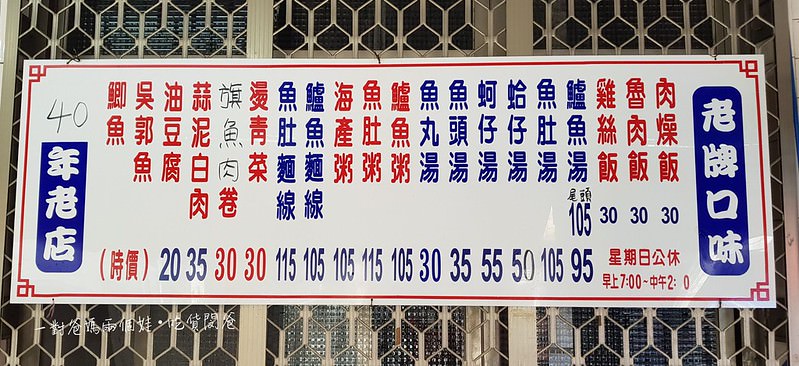 老牌口味
肉燥飯 30
魯肉飯 30
雞絲飯 30
鱸魚湯 尾頭 105 95
魚肚湯 105
蛤仔湯 50
蚵仔湯 55
魚頭湯 35
魚丸湯 30
鱸魚粥 105
魚肚粥 115
海產粥 105
鱸魚麵線 105
魚肚麵線 115
燙青菜 30
旗魚肉卷 30
蒜泥白肉 35
油豆腐 20
吳郭魚
鯽魚
(時價)
40
年老店
星期日公休
早上7:00~中午2: 0
一對爸媽兩個娃•吃貨闆爸